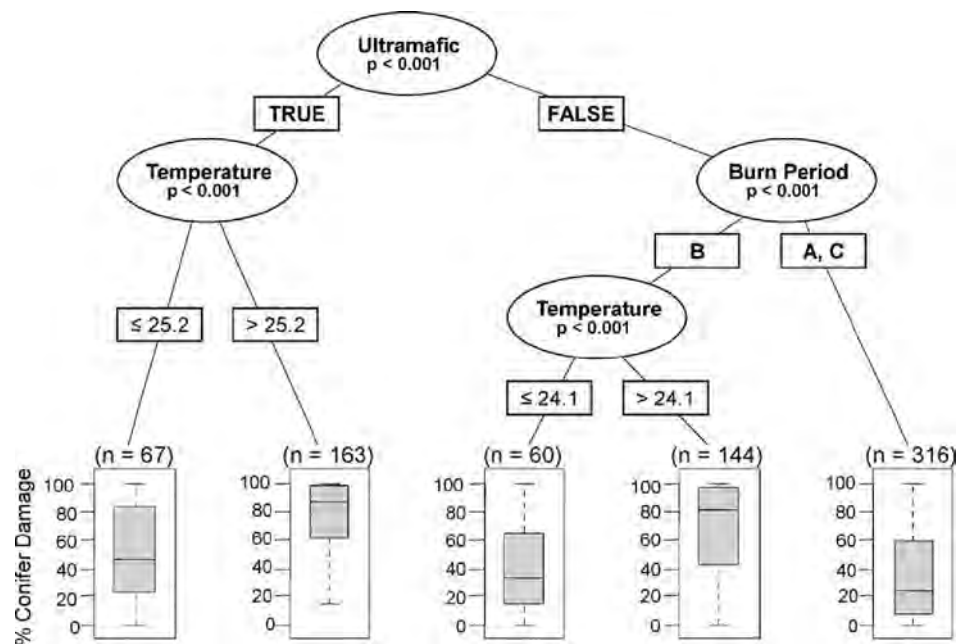 Ultramafic
p < 0.001
TRUE
FALSE
Temperature
p < 0.001
Burn Period
p < 0.001
B
A, C
Temperature
p < 0.001
≤ 25.2
> 25.2
≤ 24.1
> 24.1
(n = 67)
(n = 163)
(n = 60)
(n = 144)
(n = 316)
% Conifer Damage
100
80
60
40
20
0
100
80
60
40
20
0
100
80
60
40
20
0
100
80
60
40
20
0
100
80
60
40
20
0